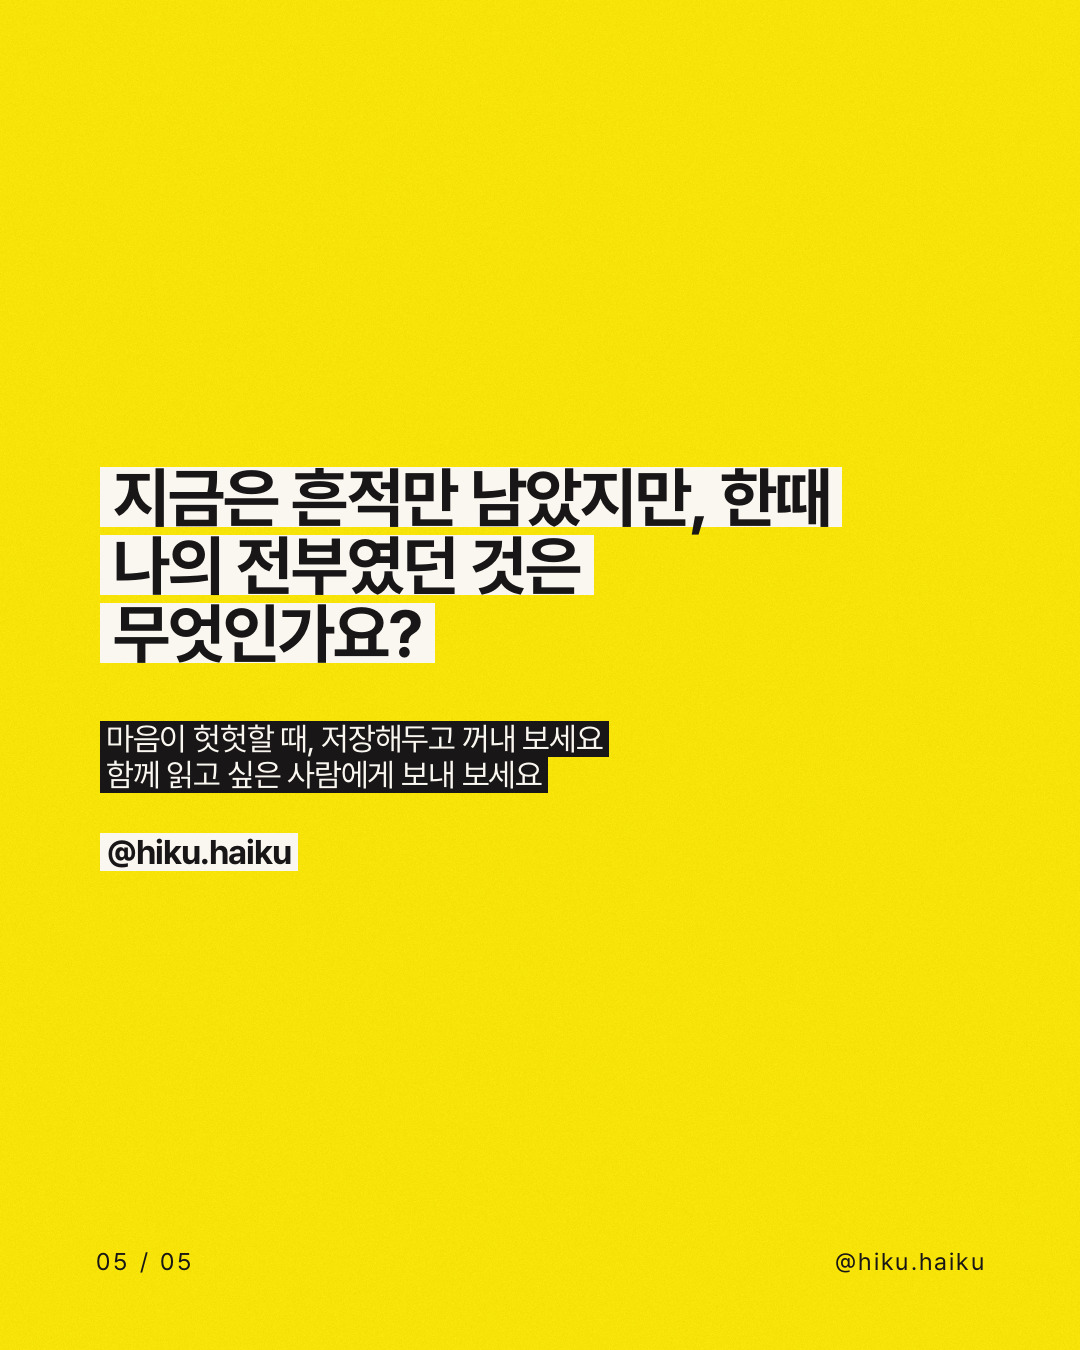 지금은 흔적만 남았지만, 한때
나의 전부였던 것은
무엇인가요?
마음이 헛헛할 때, 저장해두고 꺼내 보세요
함께 읽고 싶은 사람에게 보내 보세요
@hiku.haiku
05 / 05
@hiku.haiku